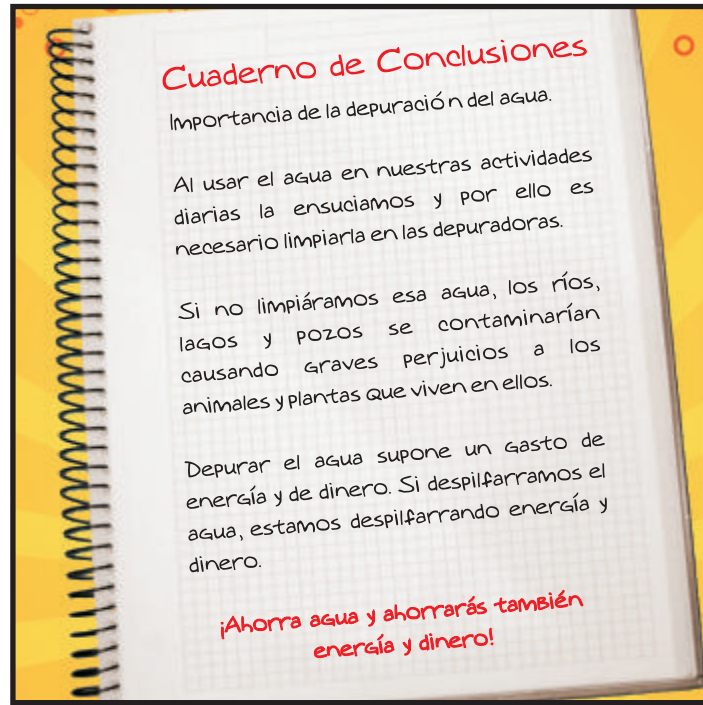 Cuaderno de Conclusiones
Importancia de la depuración del agua.
Al usar el agua en nuestras actividades
diarias la ensuciamos y por ello es
necesario limpiarla en las depuradoras.
Si no limpiáramos esa agua, los ríos,
lagos y pozos se contaminarían
causando graves perjuicios a los
animales y plantas que viven en ellos.
Depurar el agua supone un gasto de
energía y de dinero. Si despilfarramos el
agua, estamos despilfarrando energía y
dinero.
¡Ahorra agua y ahorrarás también
energía y dinero!